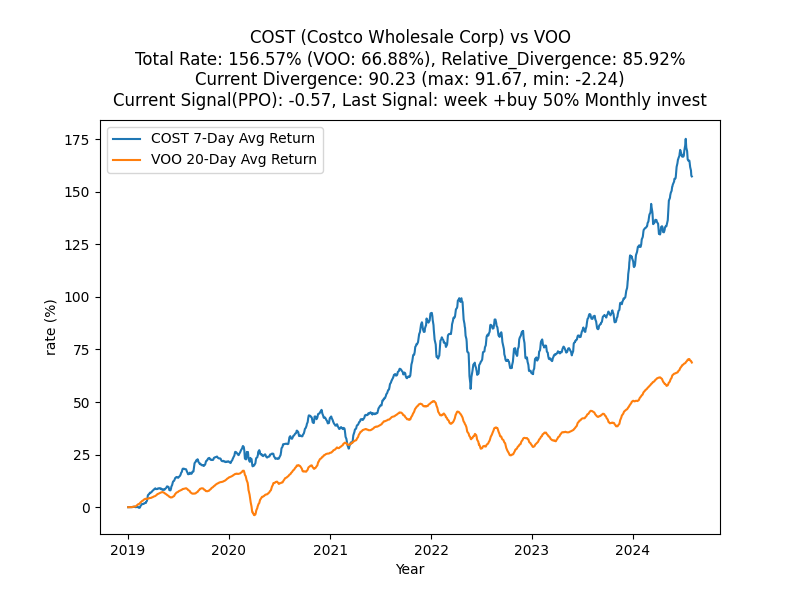 COST (Costco Wholesale Corp) vs VOO
Total Rate: 156.57% (VOO: 66.88%), Relative_Divergence: 85.92%
Current Divergence: 90.23 (max: 91.67, min: -2.24)
Current Signal(PPO): -0.57, Last Signal: week +buy 50% Monthly invest
COST 7-Day Avg Return
VOO 20-Day Avg Return
175
150
125
100
75
50
25
0
rate (%)
2019 2020 2021 2022 2023 2024
Year